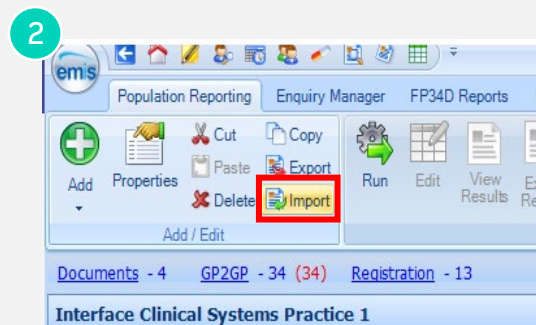 2
emis
Population Reporting Enquiry Manager FP34D Reports
Add
Properties
Cut
Paste
Delete
Copy
Export
Import
Run
Edit
View
Results
Add / Edit
Documents - 4 GP2GP - 34 (34) Registration - 13
Interface Clinical Systems Practice 1